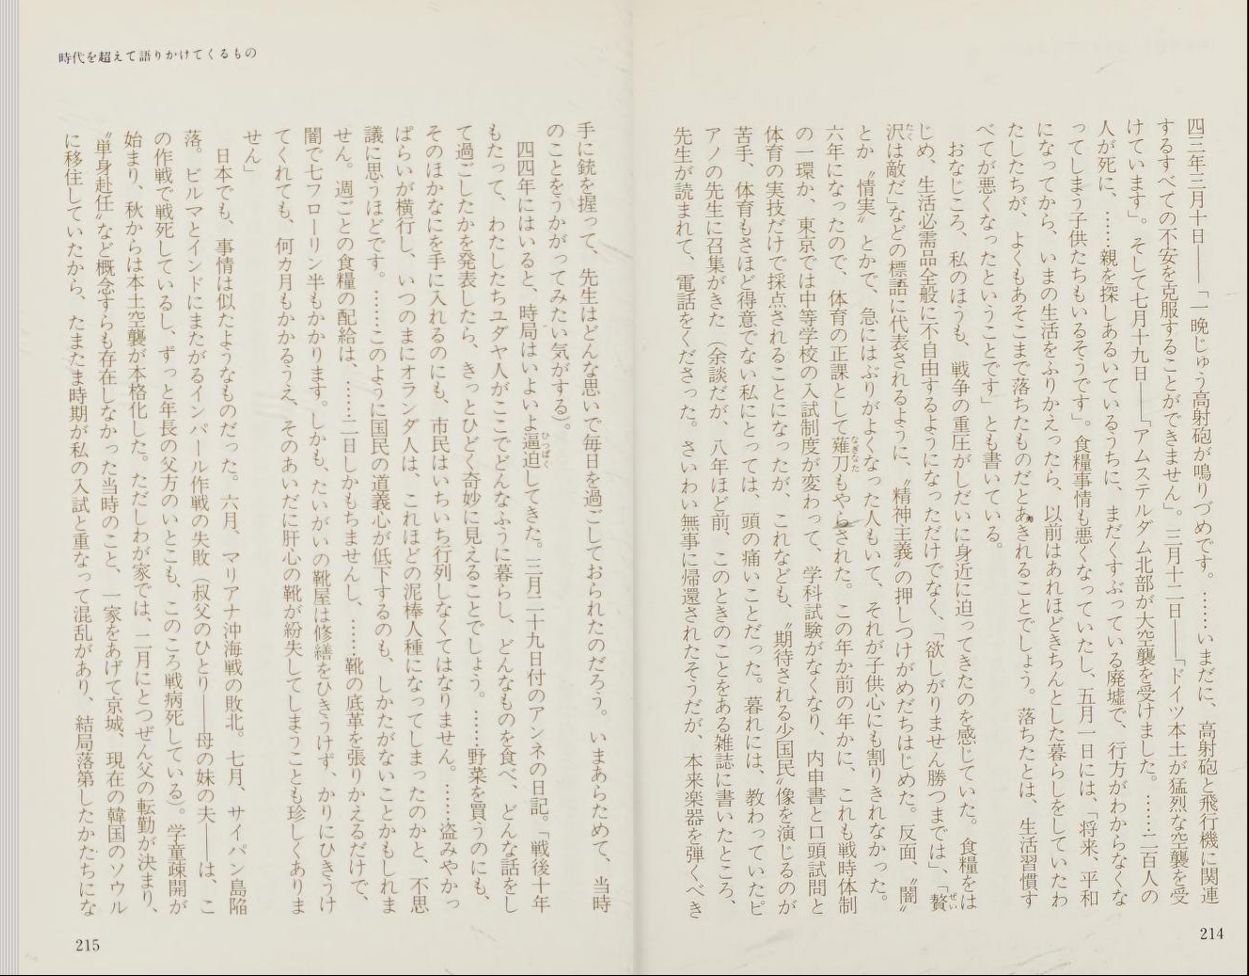 四三年三月十日――「一晩じゅう高射砲が鳴りづめです。……いまだに、高射砲と飛行機に関連
するすべての不安を克服することができません」。三月十二日――「ドイツ本土が猛烈な空襲を受
けています」。そして七月十九日――「アムステルダム北部が大空襲を受けました。……二百人の
人が死に、……親を探しあるいているうちに、まだくすぶっている廃墟で、行方がわからなくな
ってしまう子供たちもいるそうです」。食糧事情も悪くなっていたし、五月一日には、「将来、平和
になってから、いまの生活をふりかえったら、以前はあれほどきちんとした暮らしをしていたわ
たしたちが、よくもあそこまで落ちたものだとあきれることでしょう。落ちたとは、生活習慣す
べてが悪くなったということです」とも書いている。
おなじころ、私のほうも、戦争の重圧がしだいに身近に迫ってきたのを感じていた。食糧をは
じめ、生活必需品全般に不自由するようになっただけでなく、「欲しがりません勝つまでは」、「贅
沢は敵だ」などの標語に代表されるように、〝精神主義〟の押しつけがめだちはじめた。反面、〝闇〟
とか〝情実〟とかで、急にはぶりがよくなった人もいて、それが子供心にも割りきれなかった。
六年になったので、体育の正課として薙刀もやらされた。この年か前の年かに、これも戦時体制
の一環か、東京では中等学校の入試制度が変わって、学科試験がなくなり、内申書と口頭試問と
体育の実技だけで採点されることになったが、これなども、〝期待される少国民〟像を演じるのが
苦手、体育もさほど得意でない私にとっては、頭の痛いことだった。暮れには、教わっていたピ
アノの先生に召集がきた（余談だが、八年ほど前、このときのことをある雑誌に書いたところ、
先生が読まれて、電話をくださった。さいわい無事に帰還されたそうだが、本来楽器を弾くべき
214
時代を超えて語りかけてくるもの
手に銃を握って、先生はどんな思いで毎日を過ごしておられたのだろう。いまあらためて、当時
のことをうかがってみたい気がする）。
四四年にはいると、時局はいよいよ逼迫してきた。三月二十九日付のアンネの日記。「戦後十年
もたって、わたしたちユダヤ人がここでどんなふうに暮らし、どんなものを食べ、どんな話をし
て過ごしたかを発表したら、きっとひどく奇妙に見えることでしょう。……野菜を買うのにも、
そのほかなにを手に入れるのにも、市民はいちいち行列しなくてはなりません。……盗みやかっ
ぱらいが横行し、いつのまにオランダ人は、これほどの泥棒人種になってしまったのかと、不思
議に思うほどです。……このように国民の道義心が低下するのも、しかたがないことかもしれま
せん。週ごとの食糧の配給は、……二日しかもちませんし、……靴の底革を張りかえるだけで、
闇で七フローリン半もかかります。しかも、たいがいの靴屋は修繕をひきうけず、かりにひきうけ
てくれても、何カ月もかかるうえ、そのあいだに肝心の靴が紛失してしまうことも珍しくありま
せん」
日本でも、事情は似たようなものだった。六月、マリアナ沖海戦の敗北。七月、サイパン島陥
落。ビルマとインドにまたがるインパール作戦の失敗（叔父のひとり――母の妹の夫――は、こ
の作戦で戦死しているし、ずっと年長の父方のいとこも、このころ戦病死している）。学童疎開が
始まり、秋からは本土空襲が本格化した。ただしわが家では、二月にとつぜん父の転勤が決まり、
〝単身赴任〟など概念すらも存在しなかった当時のこと、一家をあげて京城、現在の韓国のソウル
に移住していたから、たまたま時期が私の入試と重なって混乱があり、結局落第したかたちにな
215